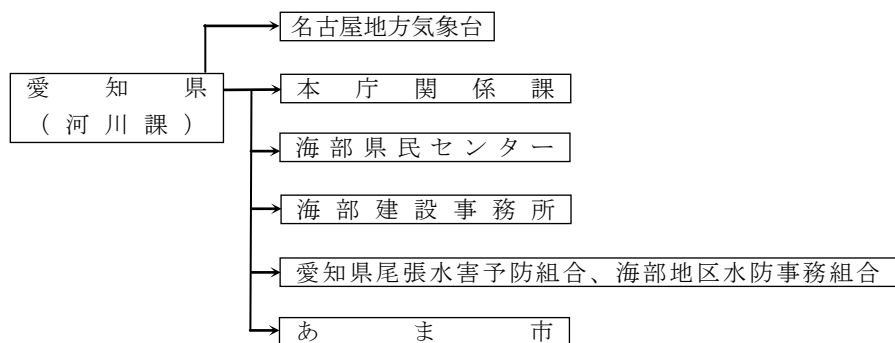 名古屋地方気象台
愛知県
(河川課)
本庁関係課
海部県民センター
海部建設事務所
愛知県尾張水害予防組合、海部地区水防事務組合
あま市